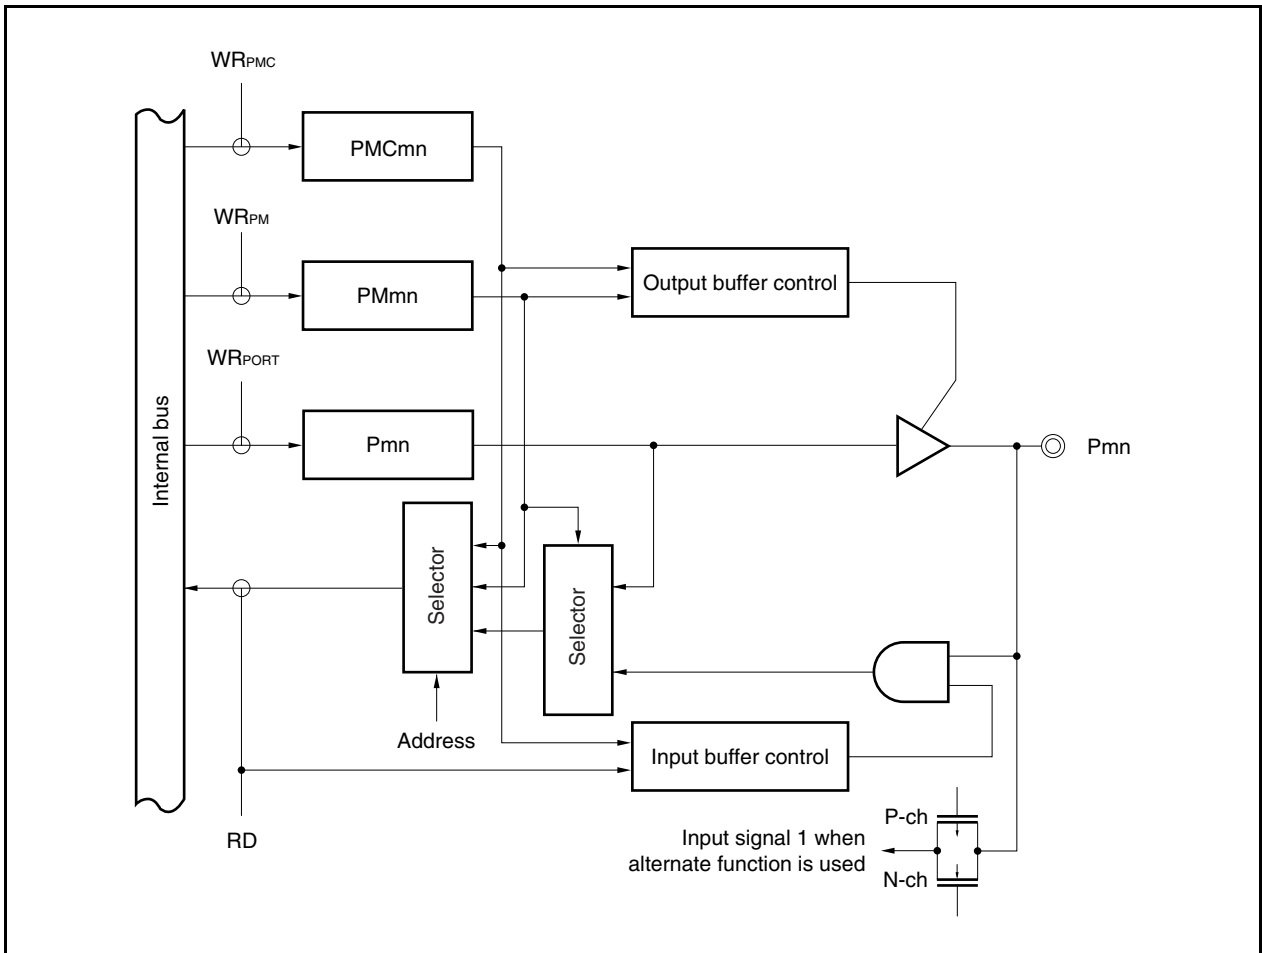 WRPMC
PMCmn
WRPM
PMmn
Output buffer control
WRPORT
Internal bus
Pmn
Pmn
Selector
Selector
Address
Input buffer control
RD
Input signal 1 when
alternate function is used
P-ch
N-ch